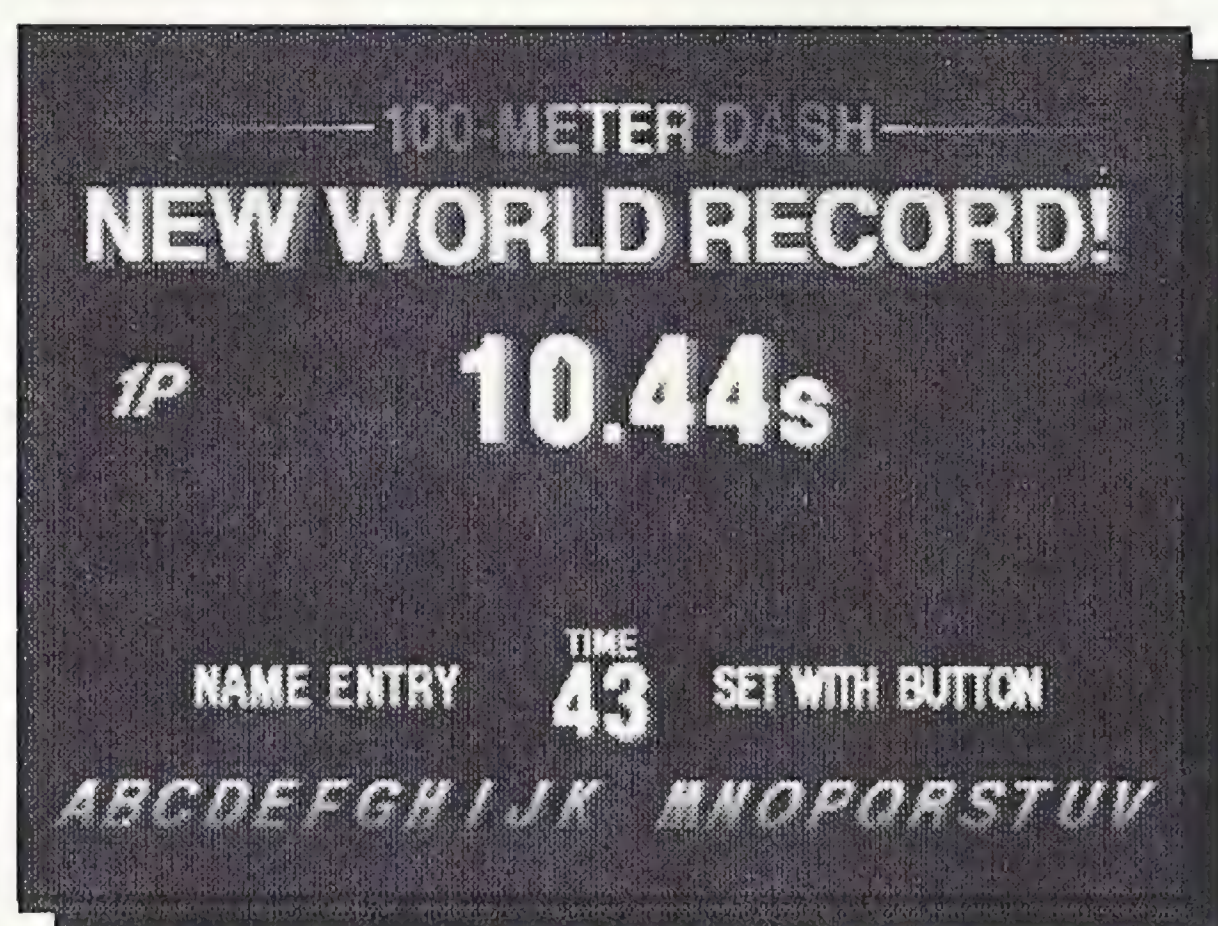 100-METER DASH
NEW WORLD RECORD!
1P 10.44s
TIME
NAME ENTRY 43 SET WITH BUTTON
ABCDEFGHIJK MNOPQRSTUV